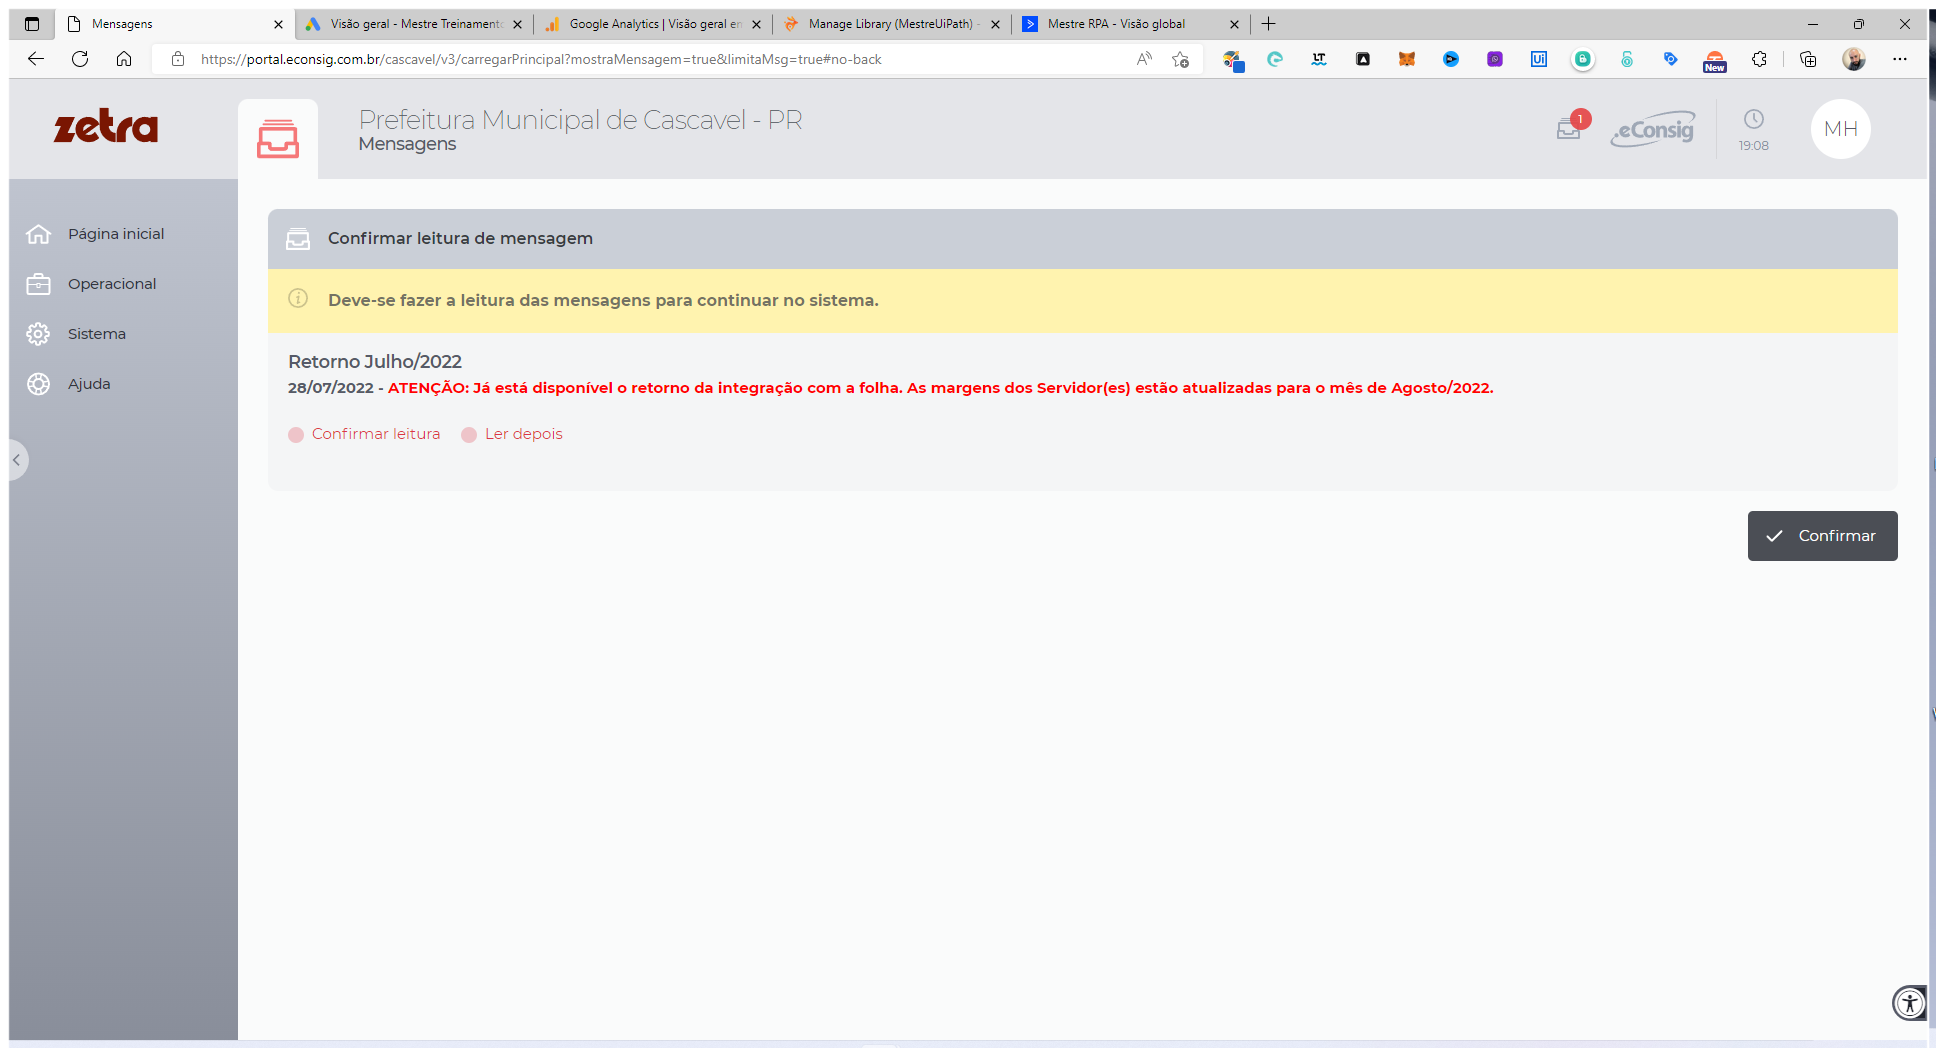 Mensagens
Visão geral - Mestre Treinament
Google Analytics | Visão geral em
Manage Library (MestreUiPath) -
Mestre RPA - Visão global
https://portal.econsig.com.br/cascavel/v3/carregarPrincipal?mostraMensagem=true&limitaMsg=true#no-back
LT
Ui
New
zetra
Prefeitura Municipal de Cascavel - PR
Mensagens
1
.eConsig
19:08
MH
Página inicial
Operacional
Sistema
Ajuda
Confirmar leitura de mensagem
Deve-se fazer a leitura das mensagens para continuar no sistema.
Retorno Julho/2022
28/07/2022 - ATENÇÃO: Já está disponível o retorno da integração com a folha. As margens dos Servidor(es) estão atualizadas para o mês de Agosto/2022.
Confirmar leitura
Ler depois
Confirmar